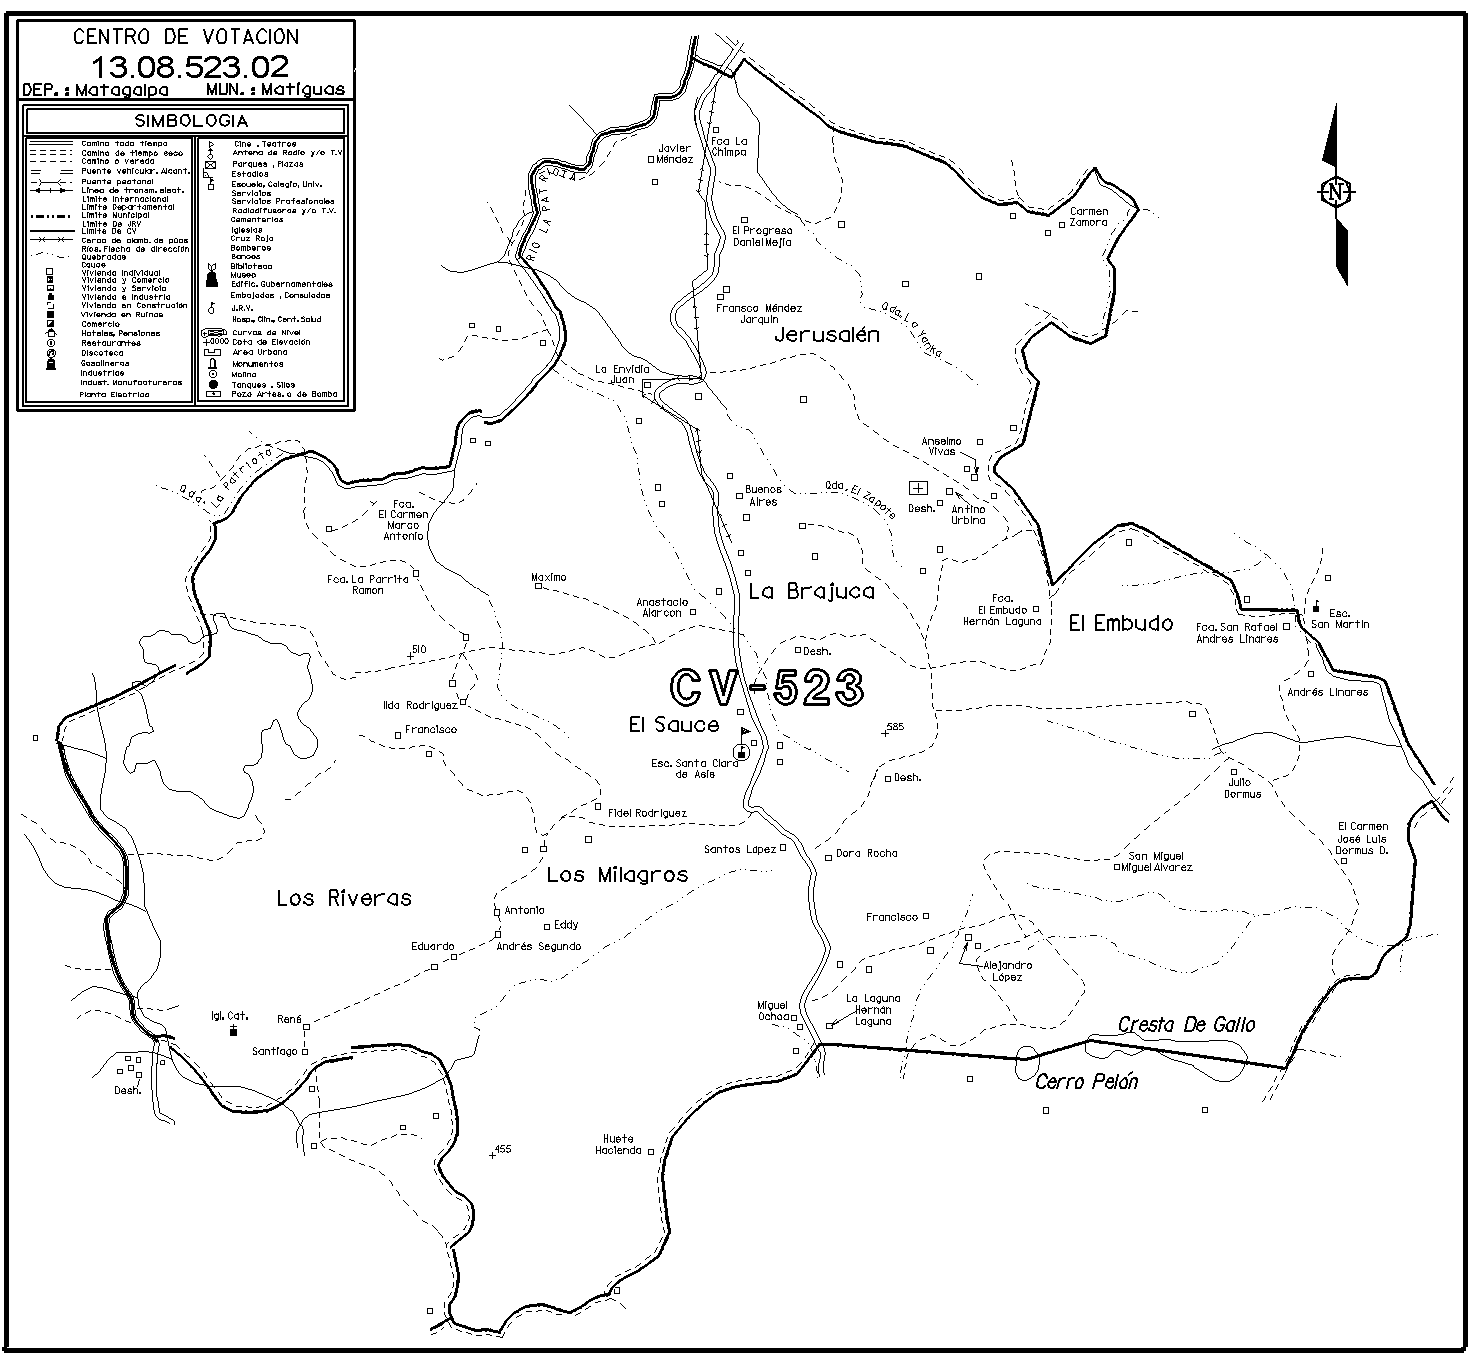 CENTRO DE VOTACION
13.08.523.02
DEP. : Matagalpa MUN. : Matiguas
SIMBOLOGIA
Camino todo tiempo
Camino de tiempo seco
Camino o vereda
Puente vehicular. Alcant.
Puente peatonal
Linea de transm. elect.
Limite Internacional
Limite Departamental
Limite Municipal
Limite De JRV
Limite De CV
Cerca de alamb. de púas
Rios. Flecha de dirección
Quebradas
Cauce
Vivienda Individual
Vivienda y Comercio
Vivienda y Servicio
Vivienda e Industria
Vivienda en Construción
Vivienda en Ruinas
Comercio
Hoteles, Pensiones
Restaurantes
Discoteca
Gasolineras
Industrias
Indust. Manufactureras
Planta Electrica
Cine . Teatros
Antena de Radio y/o T.V
Parques , Plazas
Estadios
Escuela, Colegio, Univ.
Servicios
Servicios Profesionales
Radiodifusora y/o T.V.
Cementerios
Iglesias
Cruz Roja
Bomberos
Bancos
Biblioteca
Museo
Edific. Gubernamentales
Embajadas , Consulados
J.R.V.
Hosp., Clin., Cent. Salud
Curvas de Nivel
+0000 Cota de Elevación
Area Urbana
Monumentos
Molino
Tanques . Silos
Pozo Artes. o de Bomba
N
Fca La
Chimpa
Javier
Méndez
RIO LA PATRIOTA
Carmen
Zamora
El Progreso
Daniel Mejía
Fransco Méndez
Jarquin
Jerusalén
Qda. La Yanka
La Envidia
Juan
Anselmo
Vivas
Qda. La Patriota
Buenos
Aires
Qda. El Zapote
Desh.
Antino
Urbina
Fca.
El Carmen
Marco
Antonio
Fca. La Parrita
Ramon
Maximo
Anastacio
Alarcon
La Brajuca
Fca.
El Embudo
Hernán Laguna
El Embudo
Fca. San Rafael
Andres Linares
Esc.
San Martin
510
Desh.
CV-523
Andrés Linares
Ilda Rodriguez
Francisco
El Sauce
585
Esc. Santa Clara
de Asis
Desh.
Julio
Dormus
Fidel Rodriguez
El Carmen
José Luis
Dormus D.
Santos López
Dora Rocha
San Miguel
Miguel Alvarez
Los Milagros
Los Riveras
Antonio
Eddy
Andrés Segundo
Eduardo
Francisco
Alejandro
López
Igl. Cat.
René
Santiago
Miguel
Ochoa
La Laguna
Hernán
Laguna
Cresta De Gallo
Cerro Pelón
Desh.
455
Huete
Hacienda